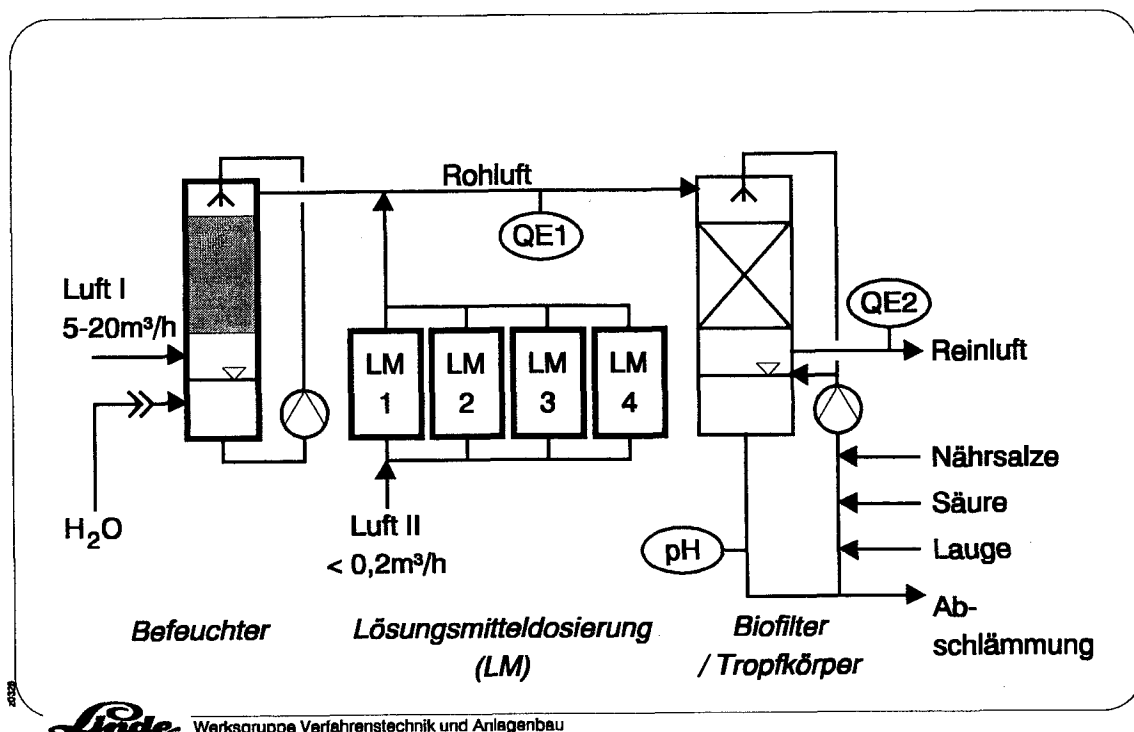 Rohluft
QE1
Luft I
5-20m³/h
H₂O
LM
1
LM
2
LM
3
LM
4
Luft II
< 0,2m³/h
QE2
Reinluft
Nährsalze
Säure
Lauge
Ab-
schlämmung
pH
Befeuchter
Lösungsmitteldosierung
(LM)
Biofilter
/ Tropfkörper
Linde
Werksgruppe Verfahrenstechnik und Anlagenbau